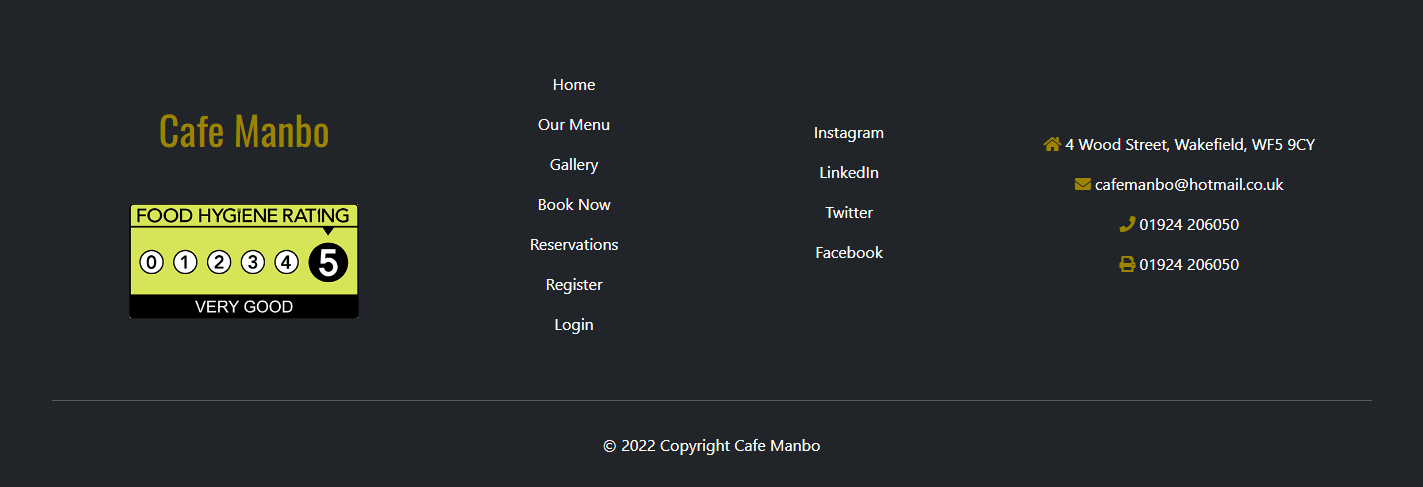 Cafe Manbo
FOOD HYGIENE RATING
0 1 2 3 4 5
VERY GOOD
Home
Our Menu
Gallery
Book Now
Reservations
Register
Login
Instagram
LinkedIn
Twitter
Facebook
4 Wood Street, Wakefield, WF5 9CY
cafemanbo@hotmail.co.uk
01924 206050
01924 206050
© 2022 Copyright Cafe Manbo